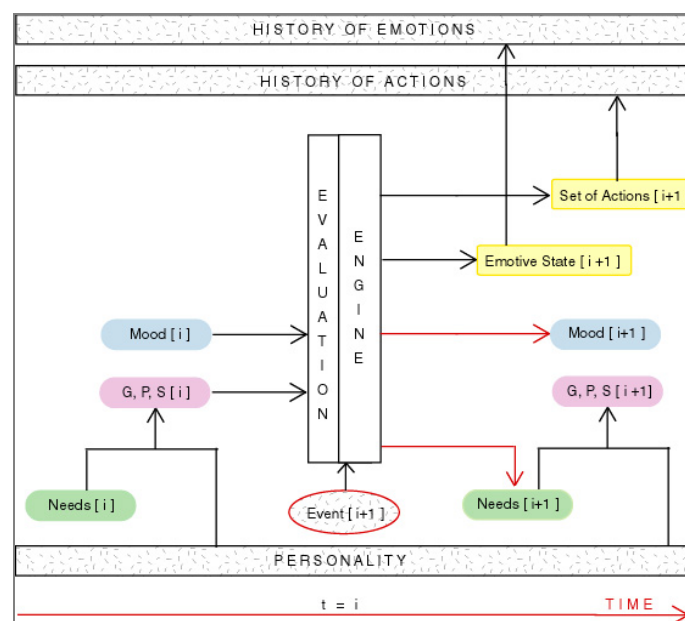 HISTORY OF EMOTIONS
HISTORY OF ACTIONS
EVALUATION
ENGINE
Set of Actions [ i+1
Emotive State [ i +1 ]
Mood [ i ]
Mood [i+1]
G, P, S [ i ]
G, P, S [ i +1]
Needs [ i ]
Event [ i+1 ]
Needs [i+1]
PERSONALITY
t = i
TIME